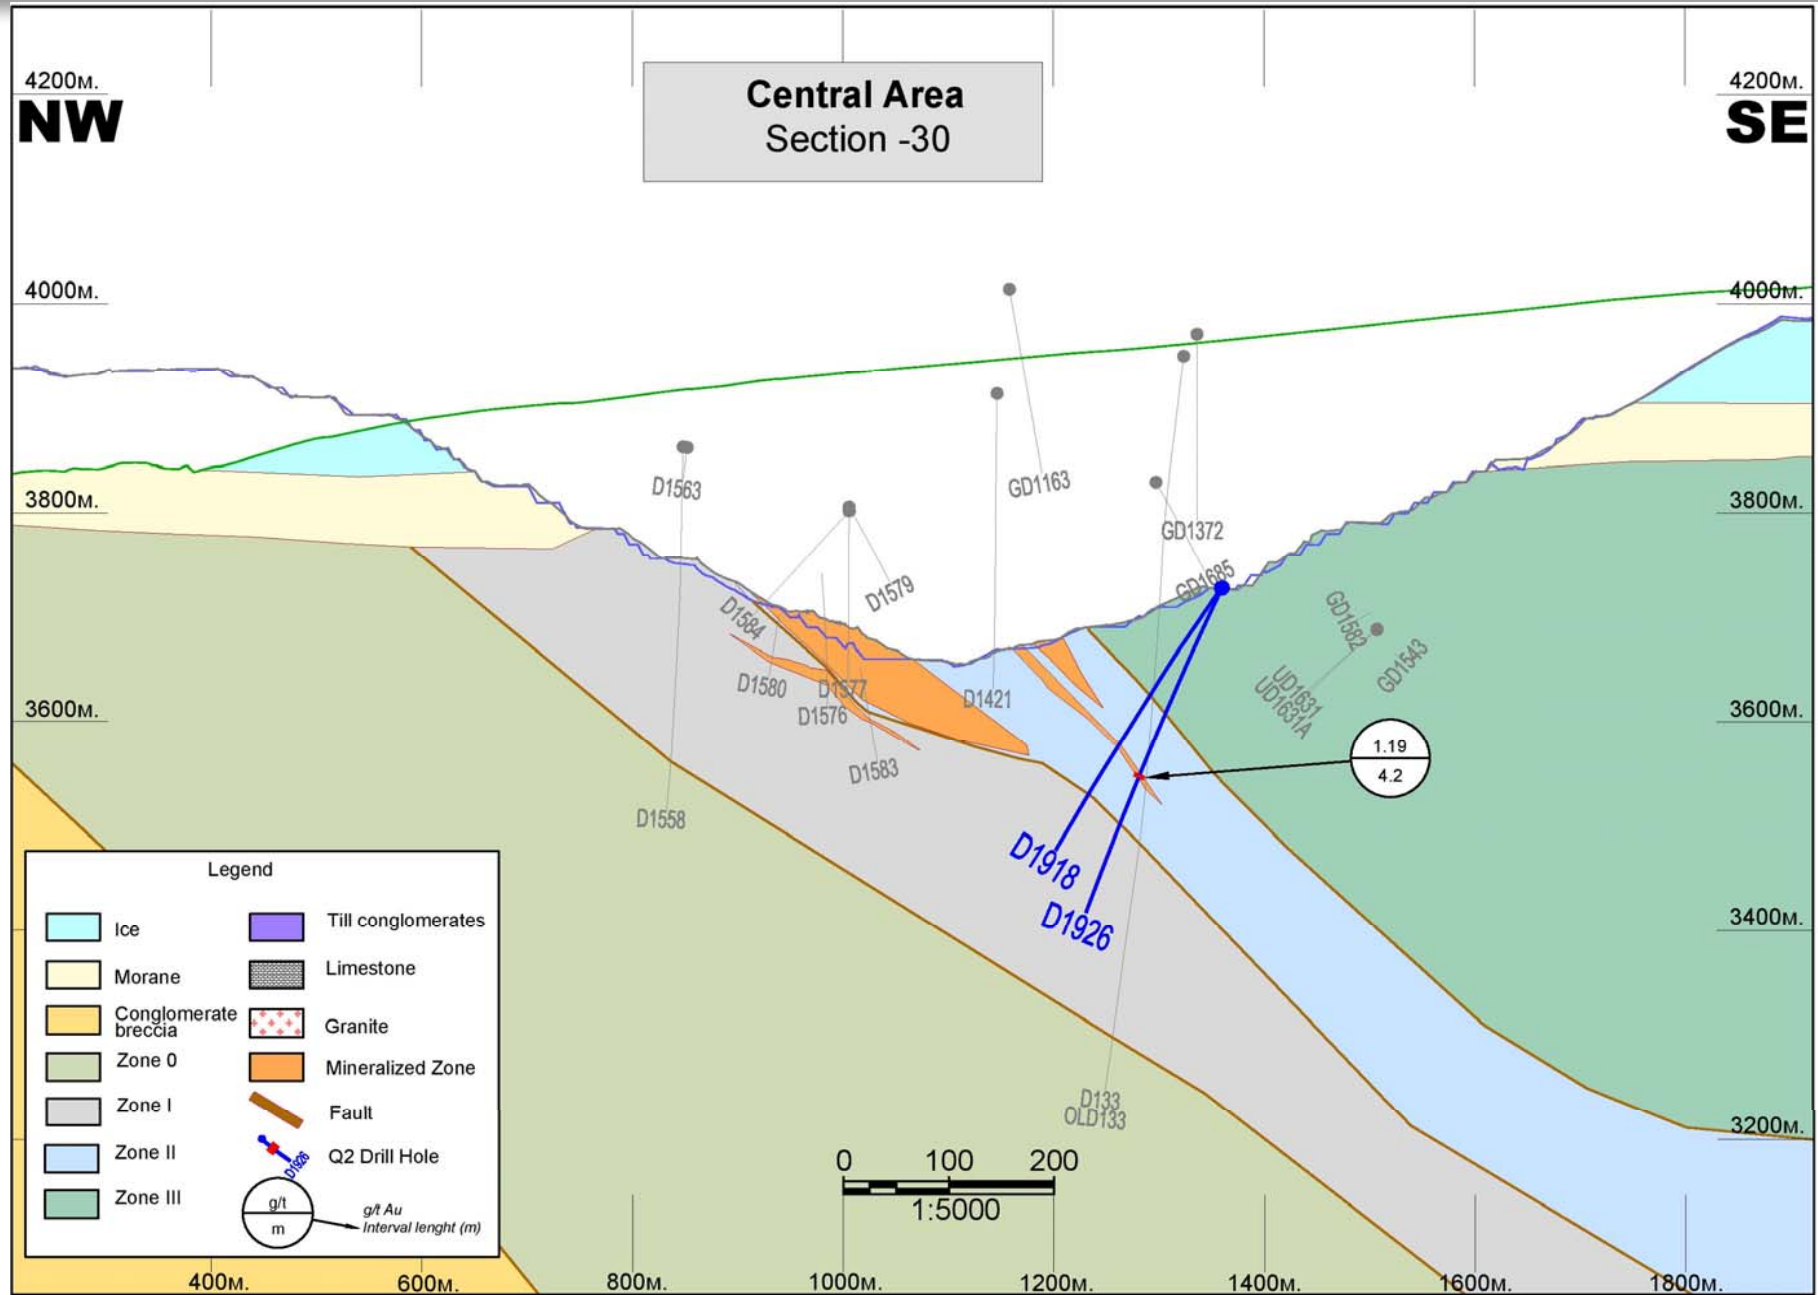 4200м.
4200м.
NW
Central Area
Section -30
SE
4000м.
4000м.
D1563
GD1163
3800м.
GD1372
3800м.
D1579
GD1685
D1584
GD1582
GD1543
D1580
D1577
D1421
UD1631
UD1631A
D1576
3600м.
3600м.
1.19
4.2
D1583
D1558
D1918
D1926
3400м.
D133
OLD133
3200м.
Legend
Ice
Till conglomerates
Morane
Limestone
Conglomerate
breccia
Granite
Zone 0
Mineralized Zone
Zone I
Fault
Zone II
D1926
Q2 Drill Hole
Zone III
g/t
m
g/t Au
Interval lenght (m)
0 100 200
1:5000
400м. 600м. 800м. 1000м. 1200м. 1400м. 1600м. 1800м.